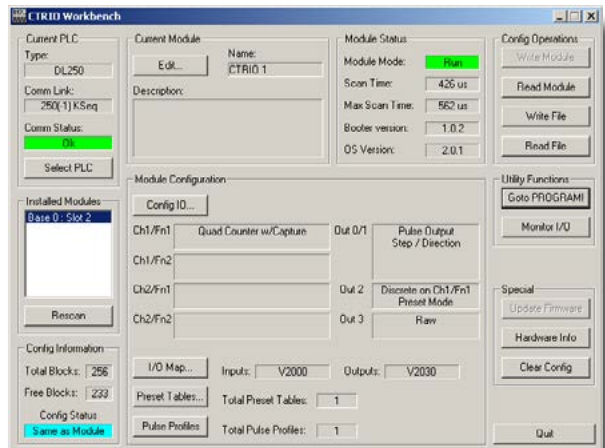 CTRIO Workbench
Current PLC
Type:
DL250
Comm Link:
250(-1) KSeq
Comm Status:
Ok
Select PLC
Installed Modules
Base 0 : Slot 2
Rescan
Config Information
Total Blocks: 256
Free Blocks: 233
Config Status
Same as Module
Current Module
Edit...
Name:
CTRIO 1
Description:
Module Status
Module Mode: Run
Scan Time: 426 us
Max Scan Time: 562 us
Booter version: 1.0.2
OS Version: 2.0.1
Module Configuration
Config IO...
Ch1/Fn1 Quad Counter w/Capture
Ch1/Fn2
Ch2/Fn1
Ch2/Fn2
Out 0/1 Pulse Output
Step / Direction
Out 2 Discrete on Ch1/Fn1
Preset Mode
Out 3 Raw
I/O Map... Inputs: V2000 Outputs: V2030
Preset Tables... Total Preset Tables: 1
Pulse Profiles Total Pulse Profiles: 1
Config Operations
Write Module
Read Module
Write File
Read File
Utility Functions
Goto PROGRAM!
Monitor I/O
Special
Update Firmware
Hardware Info
Clear Config
Quit